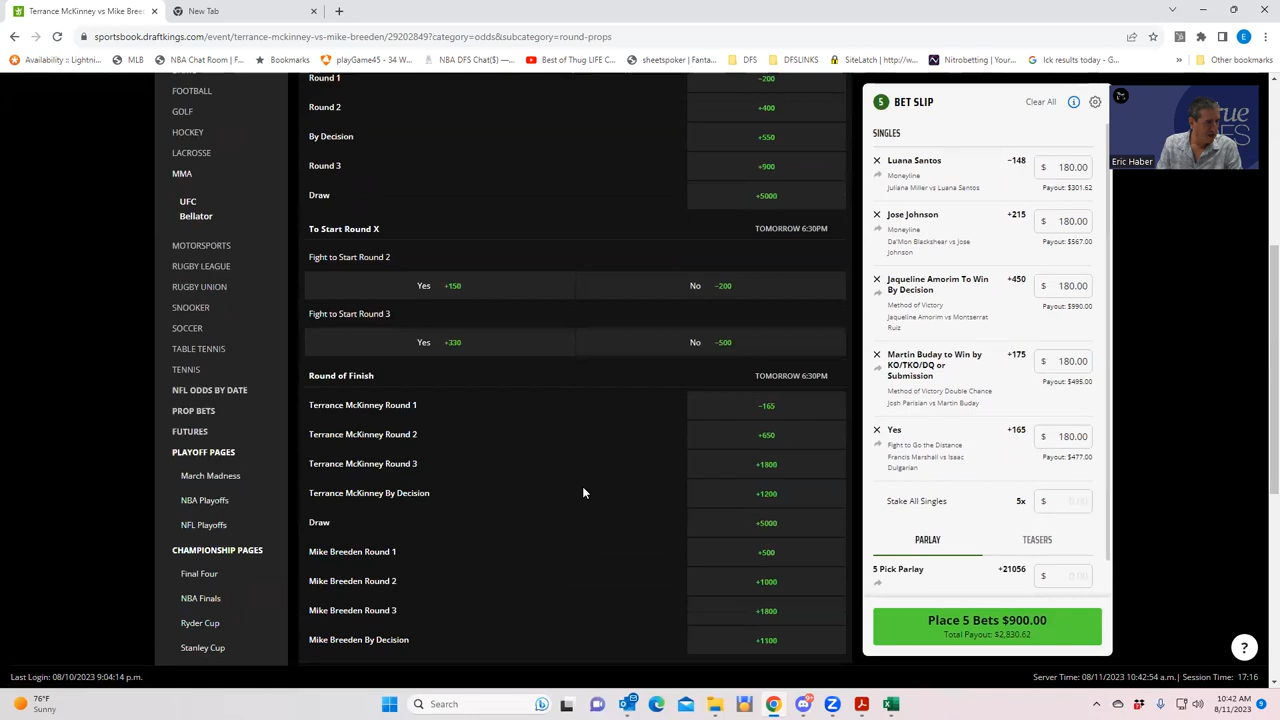 Terrance McKinney vs Mike Bree
New Tab
sportsbook.draftkings.com/event/terrance-mckinney-vs-mike-breeden/29202849?category=odds&subcategory=round-props
E
Availability :: Lightni...
MLB
NBA Chat Room | F...
Bookmarks
playGame45 - 34 W...
NBA DFS Chat($) —...
Best of Thug LIFE C...
sheetspoker | Fanta...
DFS
DFSLINKS
SiteLatch | http://w...
Nitrobetting | Your...
Ick results today - G...
»
Other bookmarks
FOOTBALL
GOLF
HOCKEY
LACROSSE
MMA
UFC
Bellator
MOTORSPORTS
RUGBY LEAGUE
RUGBY UNION
SNOOKER
SOCCER
TABLE TENNIS
TENNIS
NFL ODDS BY DATE
PROP BETS
FUTURES
PLAYOFF PAGES
March Madness
NBA Playoffs
NFL Playoffs
CHAMPIONSHIP PAGES
Final Four
NBA Finals
Ryder Cup
Stanley Cup
Round 1 −200
Round 2 +400
By Decision +550
Round 3 +900
Draw +5000
To Start Round X TOMORROW 6:30PM
Fight to Start Round 2
Yes +150 No −200
Fight to Start Round 3
Yes +330 No −500
Round of Finish TOMORROW 6:30PM
Terrance McKinney Round 1 −165
Terrance McKinney Round 2 +650
Terrance McKinney Round 3 +1800
Terrance McKinney By Decision +1200
Draw +5000
Mike Breeden Round 1 +500
Mike Breeden Round 2 +1000
Mike Breeden Round 3 +1800
Mike Breeden By Decision +1100
5 BET SLIP Clear All
SINGLES
Luana Santos −148 $ 180.00
Moneyline
Juliana Miller vs Luana Santos
Payout: $301.62
Jose Johnson +215 $ 180.00
Moneyline
Da'Mon Blackshear vs Jose
Johnson
Payout: $567.00
Jaqueline Amorim To Win
By Decision
+450 $ 180.00
Method of Victory
Jaqueline Amorim vs Montserrat
Ruiz
Payout: $990.00
Martin Buday to Win by
KO/TKO/DQ or
Submission
+175 $ 180.00
Method of Victory Double Chance
Josh Parisian vs Martin Buday
Payout: $495.00
Yes +165 $ 180.00
Fight to Go the Distance
Francis Marshall vs Isaac
Dulgarian
Payout: $477.00
Stake All Singles 5x $ 0.00
PARLAY TEASERS
5 Pick Parlay +21056 $ 0.00
Place 5 Bets $900.00
Total Payout: $2,830.62
Eric Haber
?
Last Login: 08/10/2023 9:04:14 p.m.
Server Time: 08/11/2023 10:42:54 a.m.| Session Time: 17:16
76°F
Sunny
Search
10:42 AM
8/11/2023